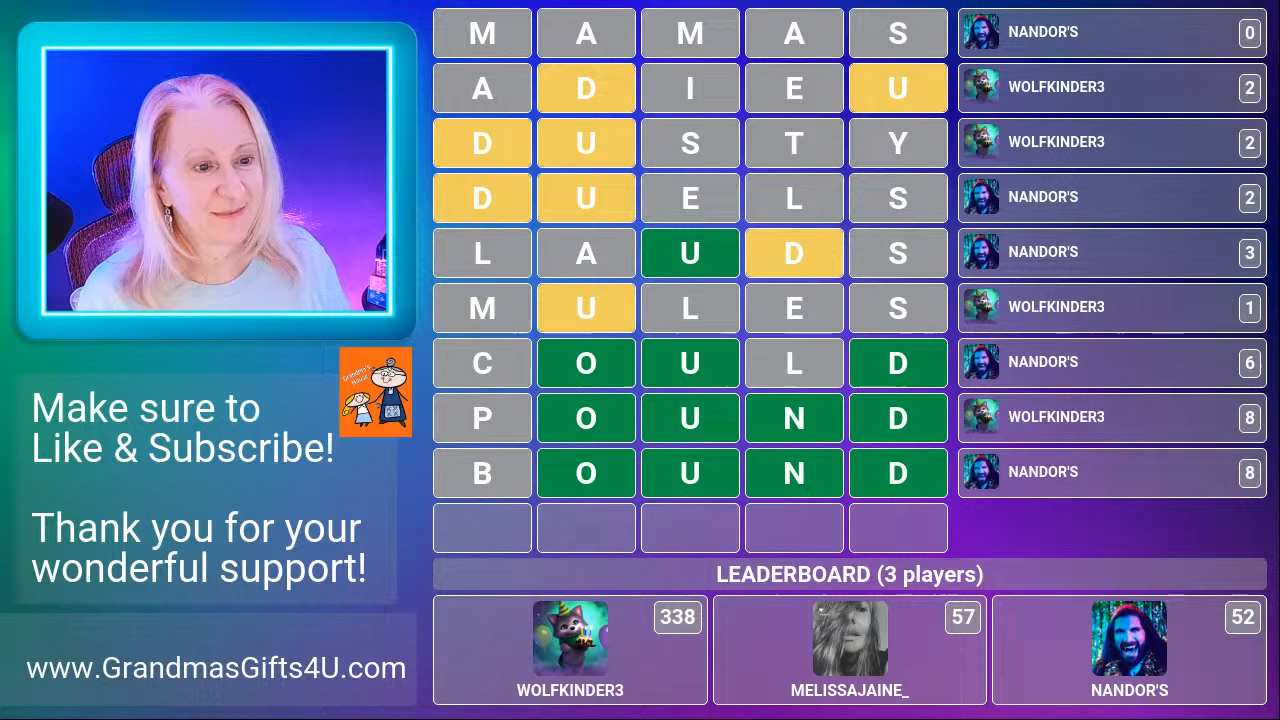 M A M A S NANDOR'S 0
A D I E U WOLFKINDER3 2
D U S T Y WOLFKINDER3 2
D U E L S NANDOR'S 2
L A U D S NANDOR'S 3
M U L E S WOLFKINDER3 1
C O U L D NANDOR'S 6
P O U N D WOLFKINDER3 8
B O U N D NANDOR'S 8
Grandma's
House
Make sure to
Like & Subscribe!
Thank you for your
wonderful support!
www.GrandmasGifts4U.com
LEADERBOARD (3 players)
338
WOLFKINDER3
57
MELISSAJAINE_
52
NANDOR'S